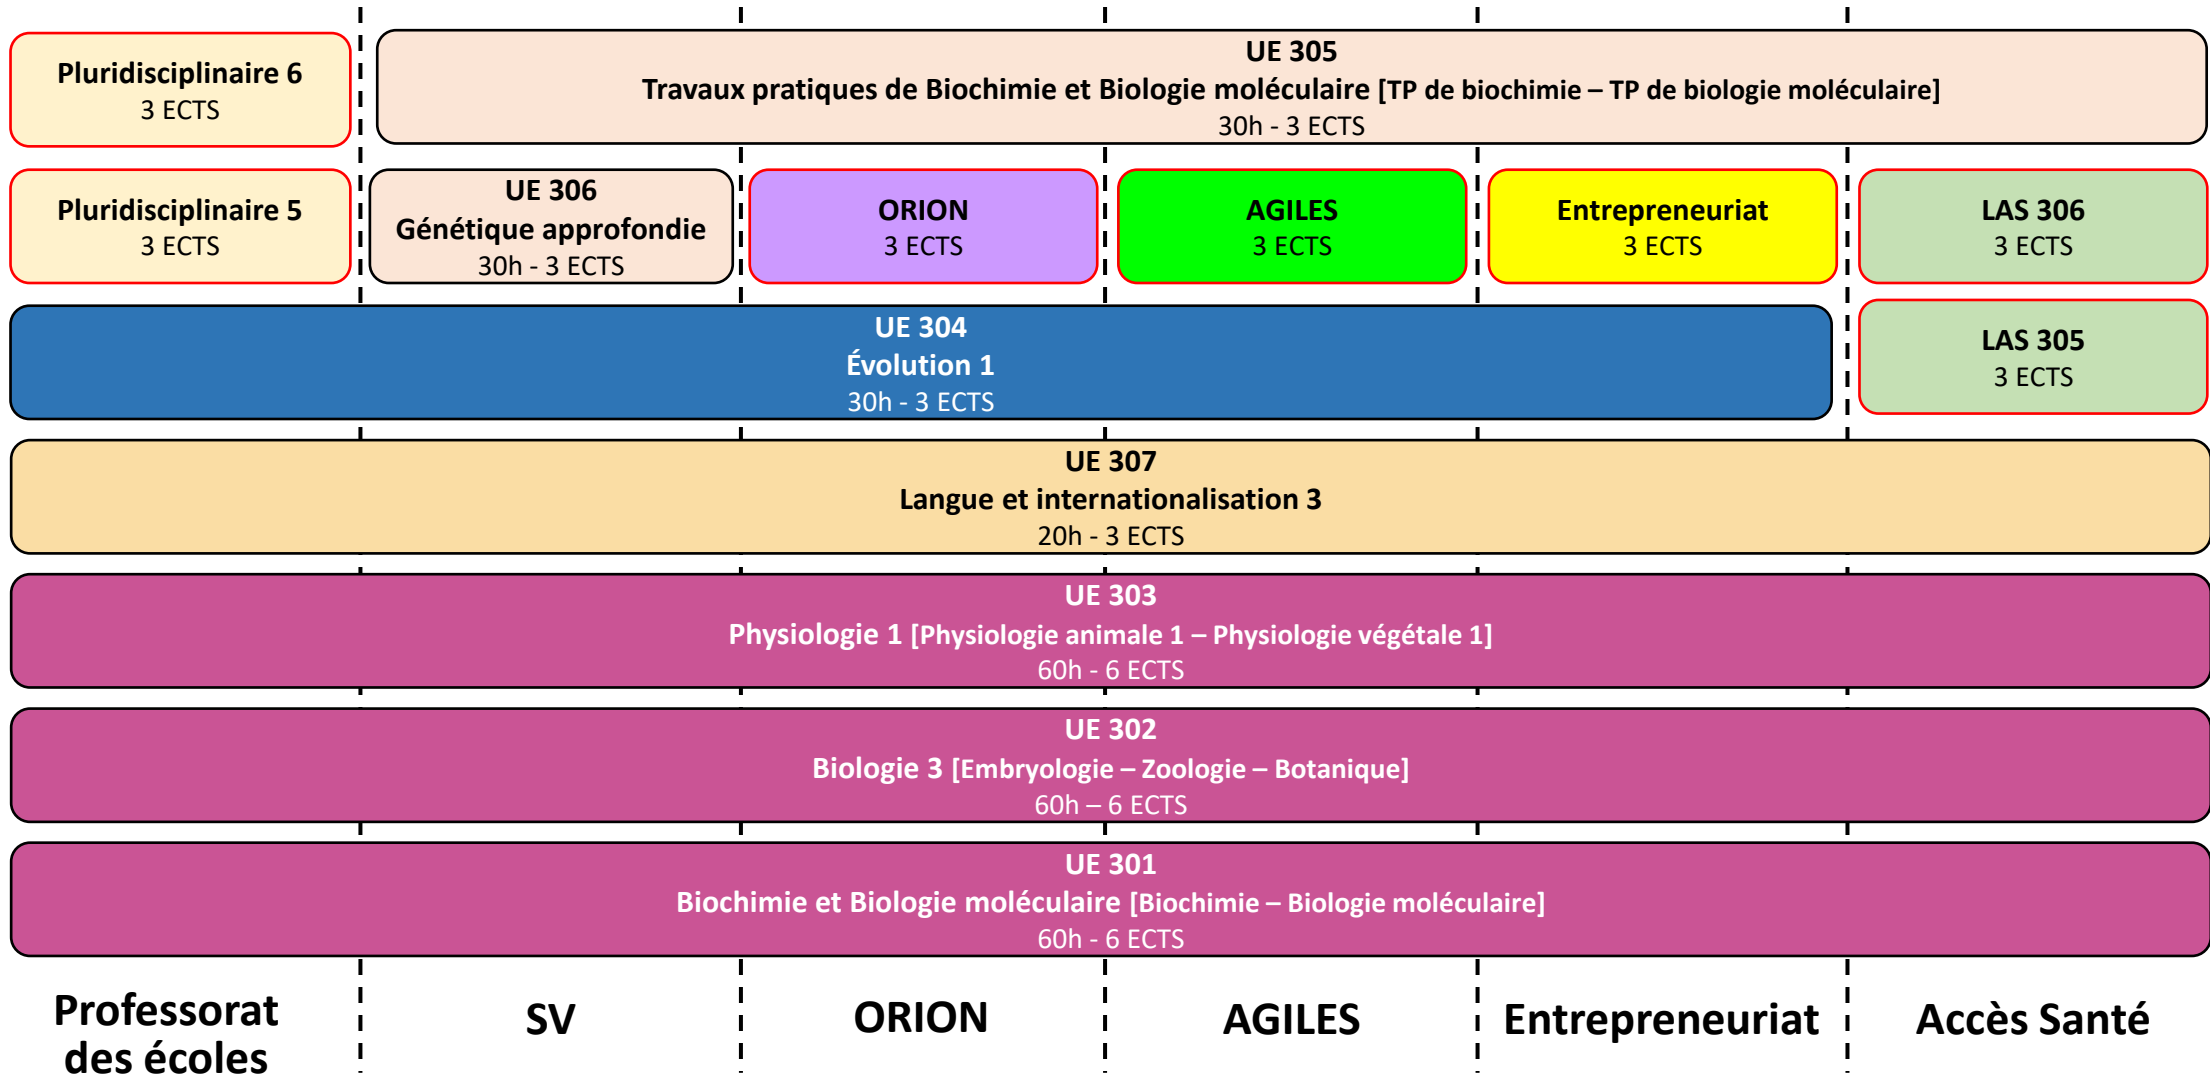 Pluridisciplinaire 6
3 ECTS
UE 305
Travaux pratiques de Biochimie et Biologie moléculaire [TP de biochimie – TP de biologie moléculaire]
30h - 3 ECTS
Pluridisciplinaire 5
3 ECTS
UE 306
Génétique approfondie
30h - 3 ECTS
ORION
3 ECTS
AGILES
3 ECTS
Entrepreneuriat
3 ECTS
LAS 306
3 ECTS
UE 304
Évolution 1
30h - 3 ECTS
LAS 305
3 ECTS
UE 307
Langue et internationalisation 3
20h - 3 ECTS
UE 303
Physiologie 1 [Physiologie animale 1 – Physiologie végétale 1]
60h - 6 ECTS
UE 302
Biologie 3 [Embryologie – Zoologie – Botanique]
60h – 6 ECTS
UE 301
Biochimie et Biologie moléculaire [Biochimie – Biologie moléculaire]
60h - 6 ECTS
Professorat
des écoles
SV
ORION
AGILES
Entrepreneuriat
Accès Santé